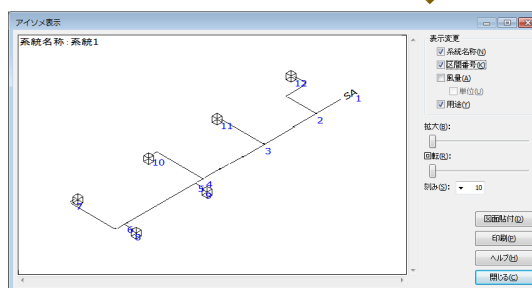 アイソメ表示
系統名称:系統1
12
SA
1
2
11
3
10
4
5
9
7
6
8
表示変更
系統名称(N)
区間番号(K)
風量(A)
単位(U)
用途(Y)
拡大(B):
回転(R):
刻み(S):
10
図面貼付(D)
印刷(P)
ヘルプ(H)
閉じる(C)